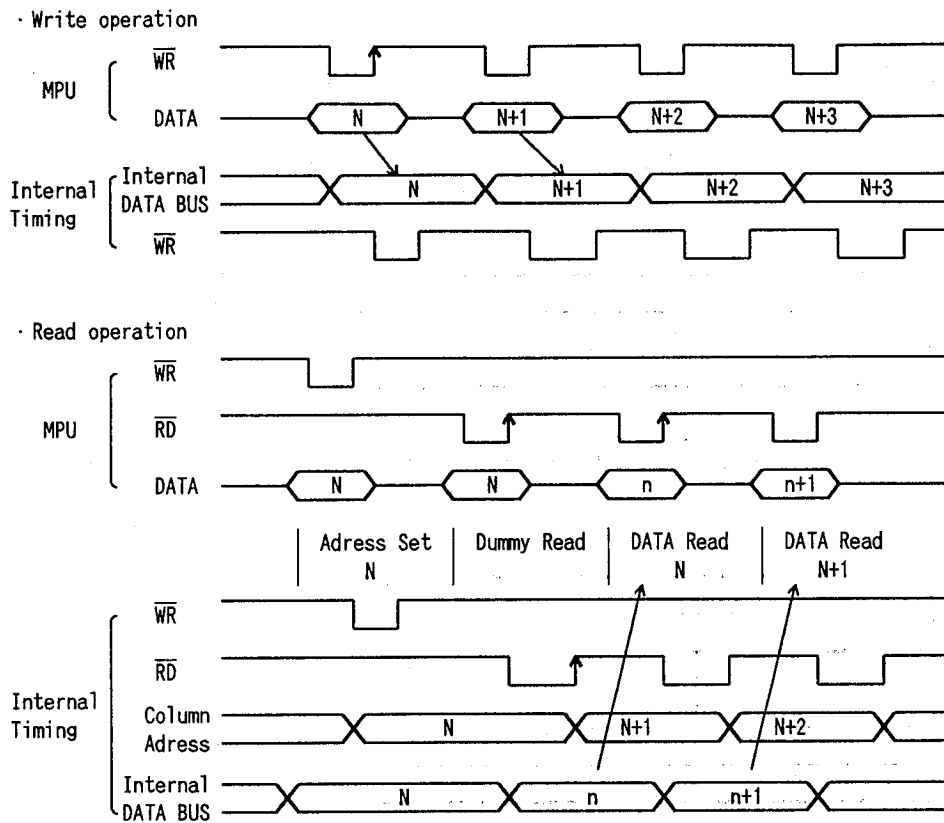 · Write operation
WR
MPU
DATA N N+1 N+2 N+3
Internal
DATA BUS N N+1 N+2 N+3
Internal
Timing
WR
· Read operation
WR
MPU
RD
DATA N N n n+1
Adress Set Dummy Read DATA Read DATA Read
N N N+1
WR
RD
Internal
Timing
Column
Adress N N+1 N+2
Internal
DATA BUS N n n+1